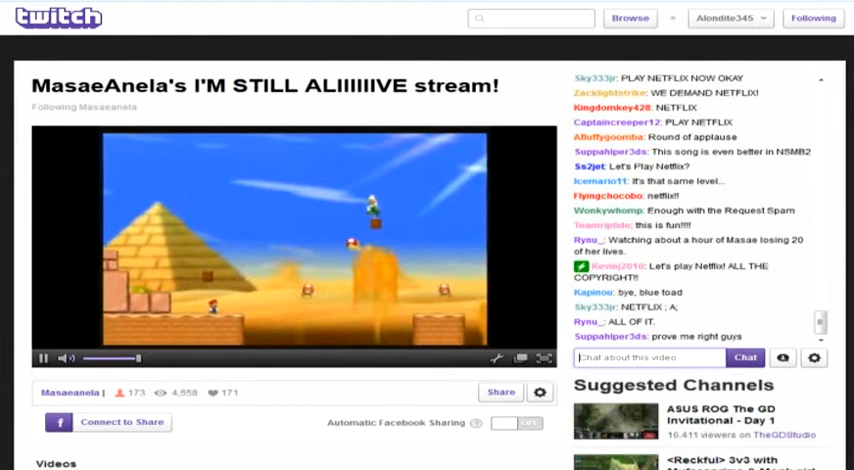 twitch
Browse
Alondite345
Following
MasaeAnela's I'M STILL ALIIIIIIVE stream!
Following Masaeanela
Sky333jr: PLAY NETFLIX NOW OKAY
Zacklightstrike: WE DEMAND NETFLIX!
Kingdomkey428: NETFLIX
Captaincreeper12: PLAY NETFLIX
Afluffygoomba: Round of applause
Suppahlper3ds: This song is even better in NSMB2
Ss2jet: Let's Play Netflix?
Icemario11: It's that same level...
Flyingchocobo: netflix!!
Wonkywhomp: Enough with the Request Spam
Teamriptide: this is fun!!!!
Rynu_: Watching about a hour of Masae losing 20
of her lives.
Kevinj2010: Let's play Netflix! ALL THE
COPYRIGHT!!
Kapinou: bye, blue toad
Sky333jr: NETFLIX ; A;
Rynu_: ALL OF IT.
Suppahlper3ds: prove me right guys
Chat about this video
Chat
Masaeanela | 173 4,558 171
Share
f Connect to Share
Automatic Facebook Sharing ? OFF
Videos
Suggested Channels
ASUS ROG The GD
Invitational - Day 1
16,411 viewers on TheGDStudio
<Reckful> 3v3 with